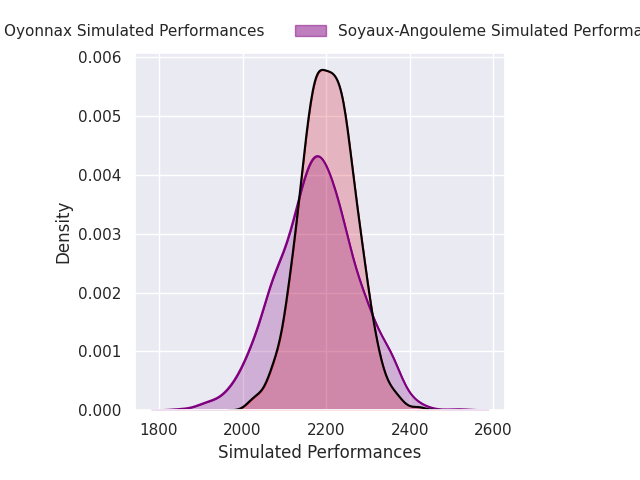 Oyonnax Simulated Performances Soyaux-Angouleme Simulated Performa
0.006
0.005
0.004
0.003
0.002
0.001
0.000
Density
1800 2000 2200 2400 2600
Simulated Performances